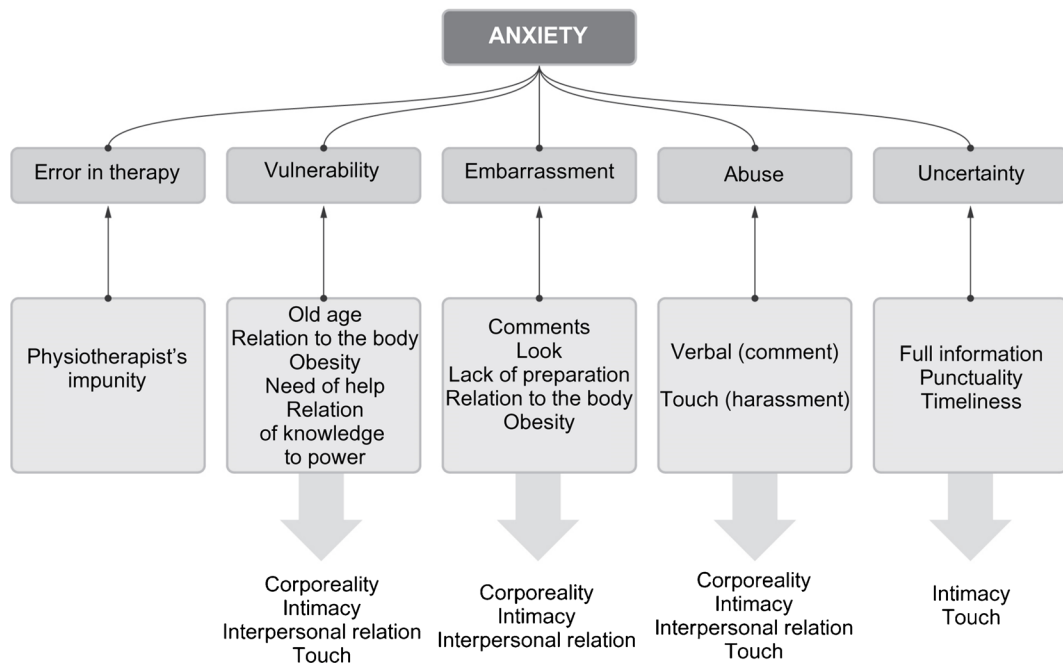 ANXIETY
Error in therapy
Vulnerability
Embarrassment
Abuse
Uncertainty
Physiotherapist's
impunity
Old age
Relation to the body
Obesity
Need of help
Relation
of knowledge
to power
Comments
Look
Lack of preparation
Relation to the body
Obesity
Verbal (comment)
Touch (harassment)
Full information
Punctuality
Timeliness
Corporeality
Intimacy
Interpersonal relation
Touch
Corporeality
Intimacy
Interpersonal relation
Corporeality
Intimacy
Interpersonal relation
Touch
Intimacy
Touch